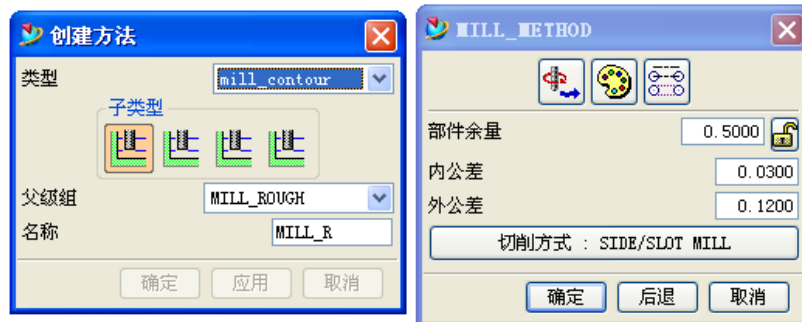 创建方法
类型
mill_contour
子类型
父级组
MILL_ROUGH
名称
MILL_R
确定
应用
取消
MILL_METHOD
部件余量
0.5000
内公差
0.0300
外公差
0.1200
切削方式 : SIDE/SLOT MILL
确定
后退
取消